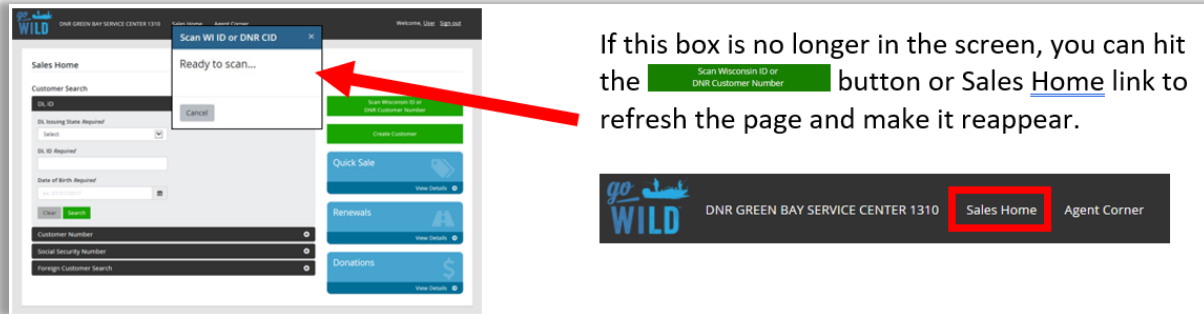 go
WILD
DNR GREEN BAY SERVICE CENTER 1310
Sales Home
Agent Corner
Welcome, User
Sign out
Scan WI ID or DNR CID ×
Ready to scan...
Cancel
Sales Home
Customer Search
DL ID
DL Issuing State Required
Select
DL ID Required
Date of Birth Required
Clear
Search
Customer Number
Social Security Number
Foreign Customer Search
Scan Wisconsin ID or
DNR Customer Number
Create Customer
Quick Sale
View Details
Renewals
View Details
Donations
$
View Details
If this box is no longer in the screen, you can hit
the Scan Wisconsin ID or
DNR Customer Number button or Sales Home link to
refresh the page and make it reappear.
go
WILD
DNR GREEN BAY SERVICE CENTER 1310
Sales Home
Agent Corner